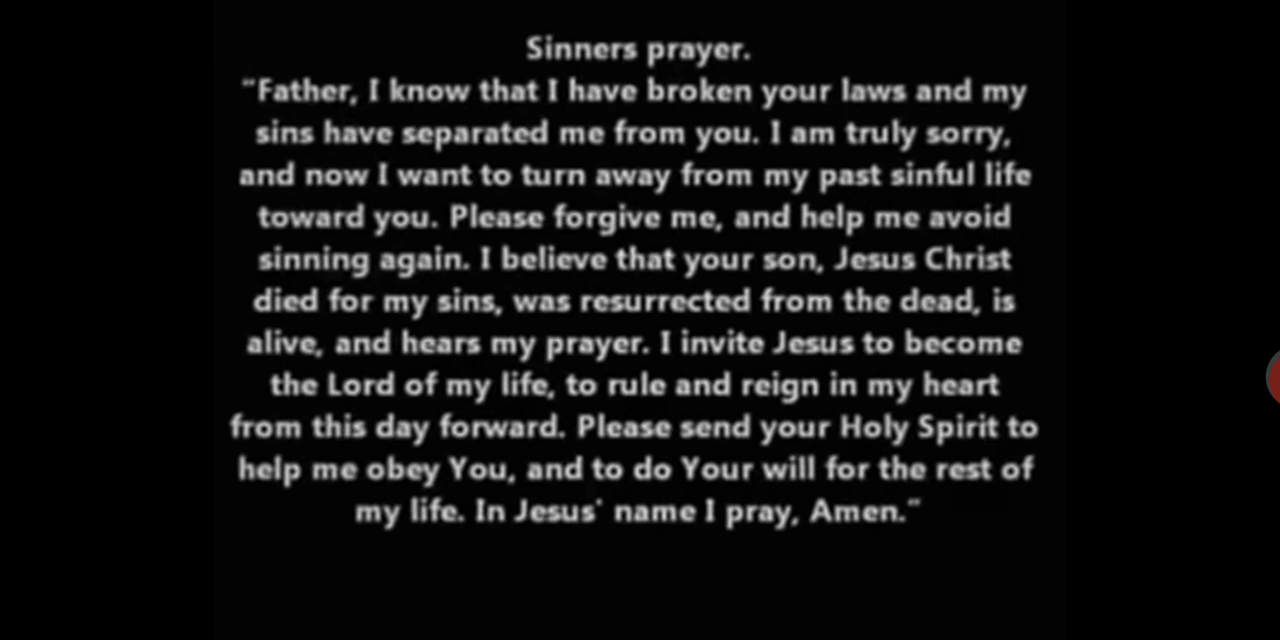 Sinners prayer.
"Father, I know that I have broken your laws and my
sins have separated me from you. I am truly sorry,
and now I want to turn away from my past sinful life
toward you. Please forgive me, and help me avoid
sinning again. I believe that your son, Jesus Christ
died for my sins, was resurrected from the dead, is
alive, and hears my prayer. I invite Jesus to become
the Lord of my life, to rule and reign in my heart
from this day forward. Please send your Holy Spirit to
help me obey You, and to do Your will for the rest of
my life. In Jesus' name I pray, Amen."